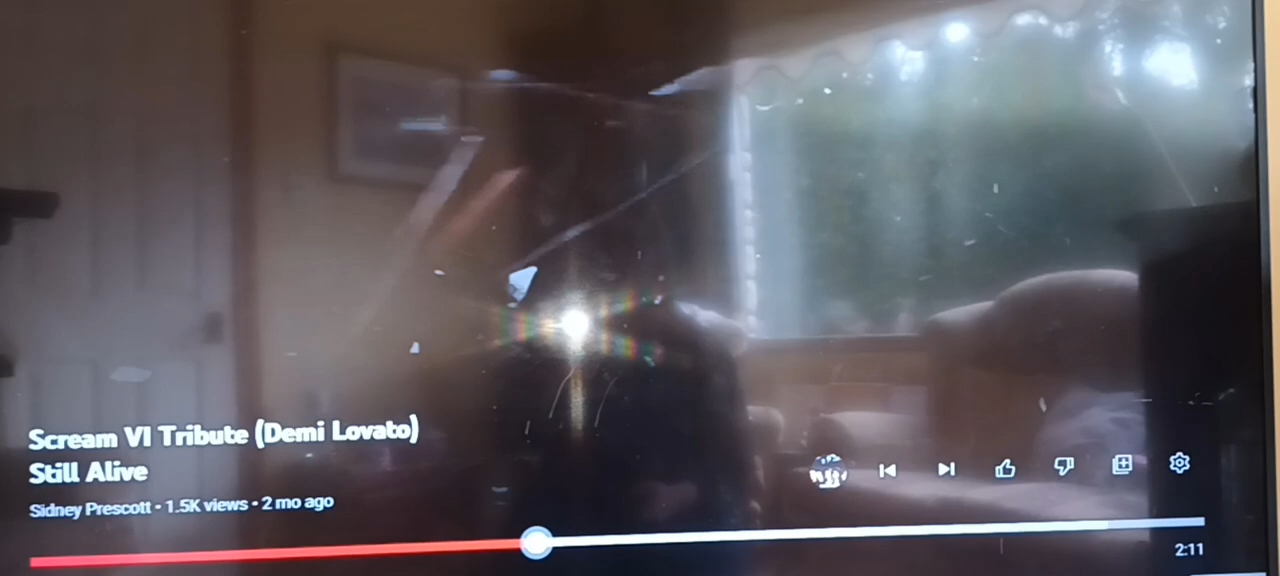 Scream VI Tribute (Demi Lovato)
Still Alive
Sidney Prescott • 1.5K views • 2 mo ago
2:11